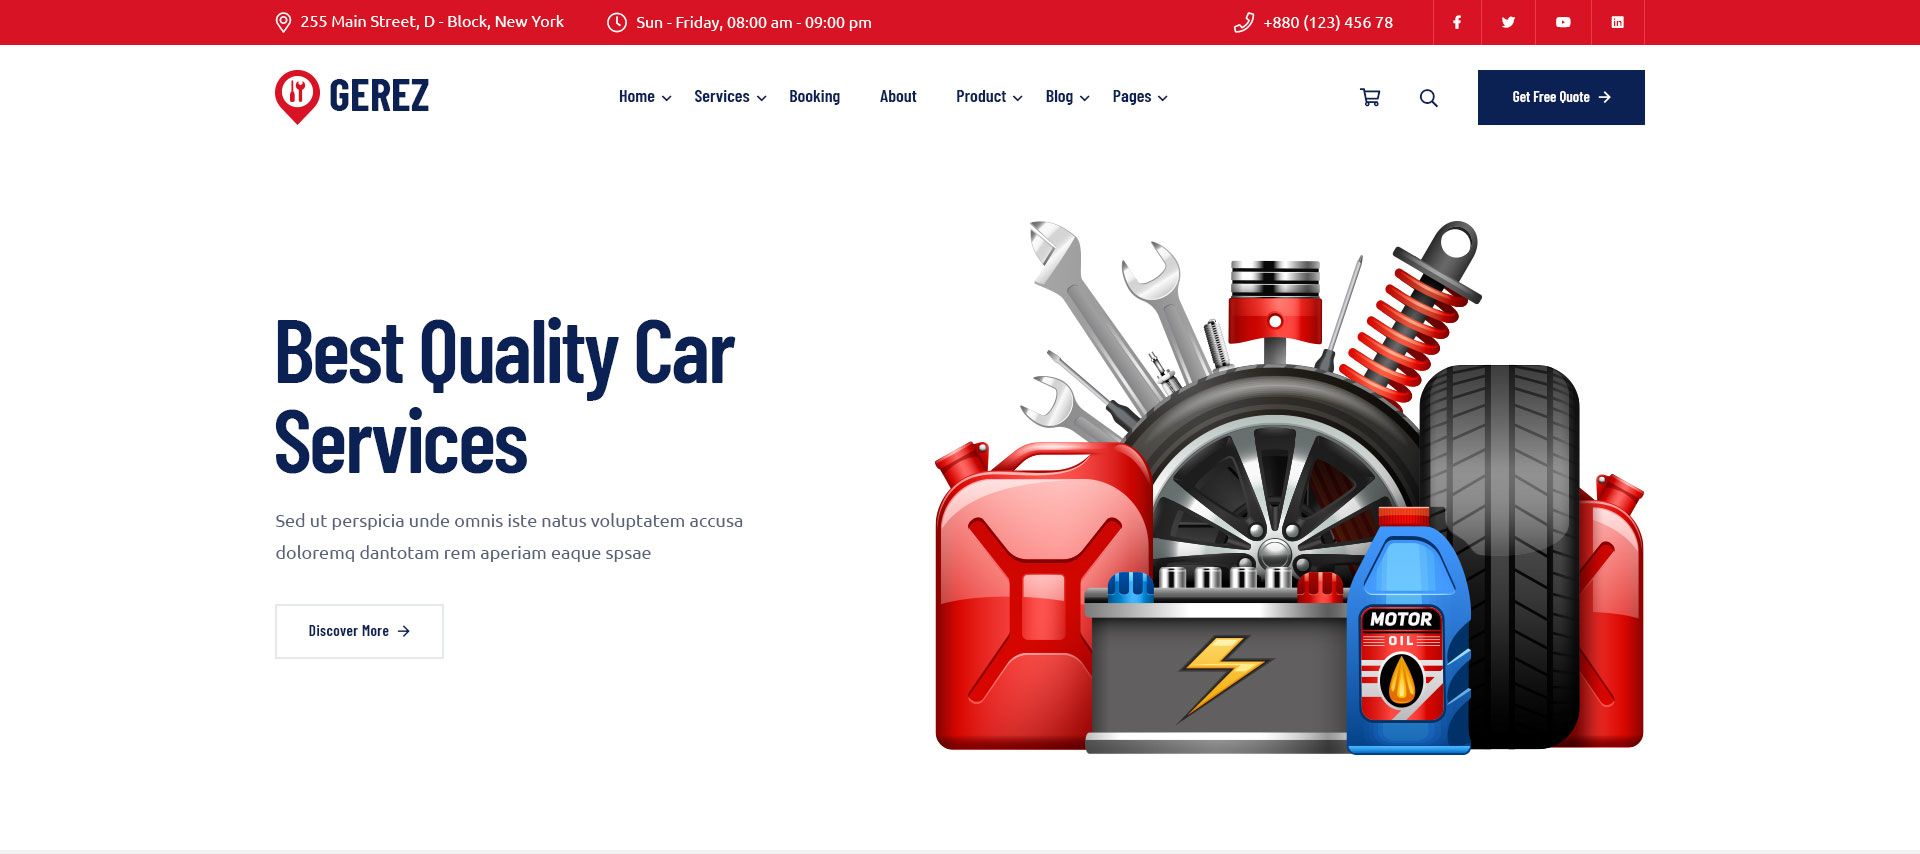 255 Main Street, D - Block, New York
Sun - Friday, 08:00 am - 09:00 pm
+880 (123) 456 78
GEREZ
Home
Services
Booking
About
Product
Blog
Pages
Get Free Quote
Best Quality Car
Services
Sed ut perspicia unde omnis iste natus voluptatem accusa
doloremq dantotam rem aperiam eaque spsae
Discover More
MOTOR
OIL